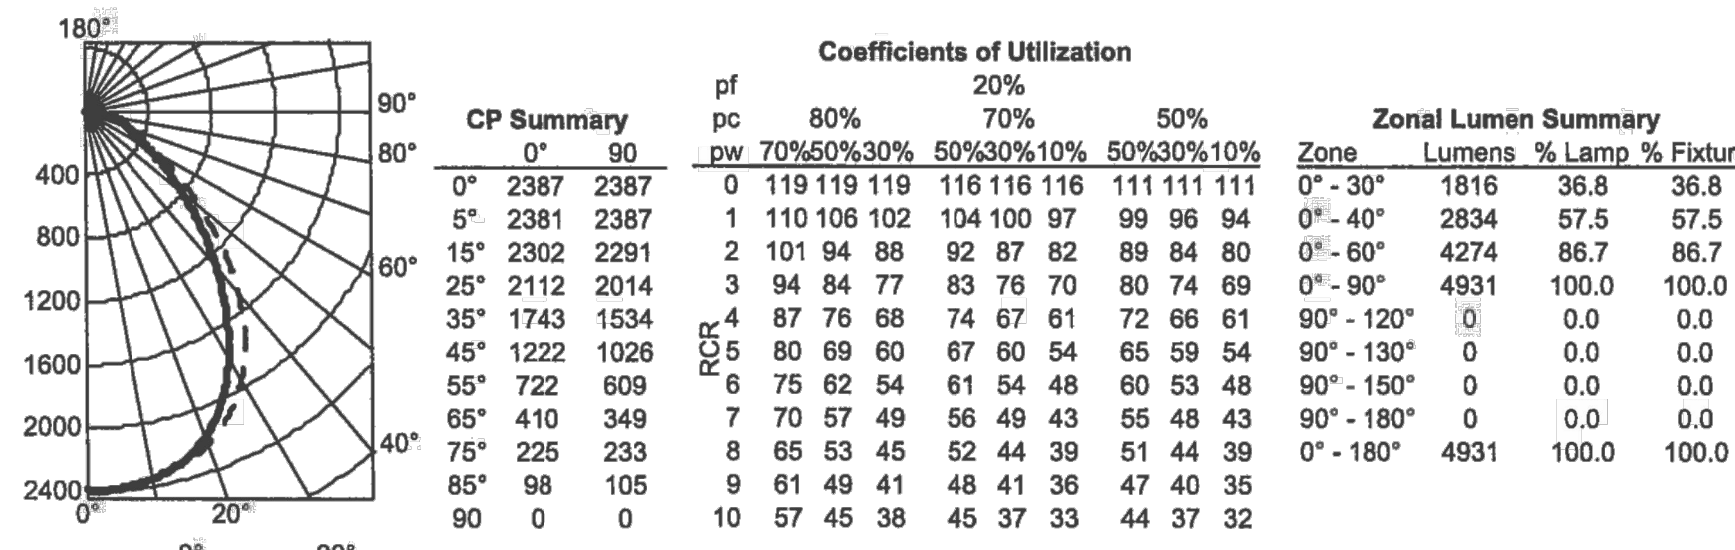 180°
90°
80°
60°
40°
400
800
1200
1600
2000
2400
0° 20°
CP Summary
0° 90
0° 2387 2387
5° 2381 2387
15° 2302 2291
25° 2112 2014
35° 1743 1534
45° 1222 1026
55° 722 609
65° 410 349
75° 225 233
85° 98 105
90 0 0
Coefficients of Utilization
pf 20%
pc 80% 70% 50%
pw 70% 50% 30% 50% 30% 10% 50% 30% 10%
RCR
0 119 119 119 116 116 116 111 111 111
1 110 106 102 104 100 97 99 96 94
2 101 94 88 92 87 82 89 84 80
3 94 84 77 83 76 70 80 74 69
4 87 76 68 74 67 61 72 66 61
5 80 69 60 67 60 54 65 59 54
6 75 62 54 61 54 48 60 53 48
7 70 57 49 56 49 43 55 48 43
8 65 53 45 52 44 39 51 44 39
9 61 49 41 48 41 36 47 40 35
10 57 45 38 45 37 33 44 37 32
Zonal Lumen Summary
Zone Lumens % Lamp % Fixtur
0° - 30° 1816 36.8 36.8
0° - 40° 2834 57.5 57.5
0° - 60° 4274 86.7 86.7
0° - 90° 4931 100.0 100.0
90° - 120° 0 0.0 0.0
90° - 130° 0 0.0 0.0
90° - 150° 0 0.0 0.0
90° - 180° 0 0.0 0.0
0° - 180° 4931 100.0 100.0